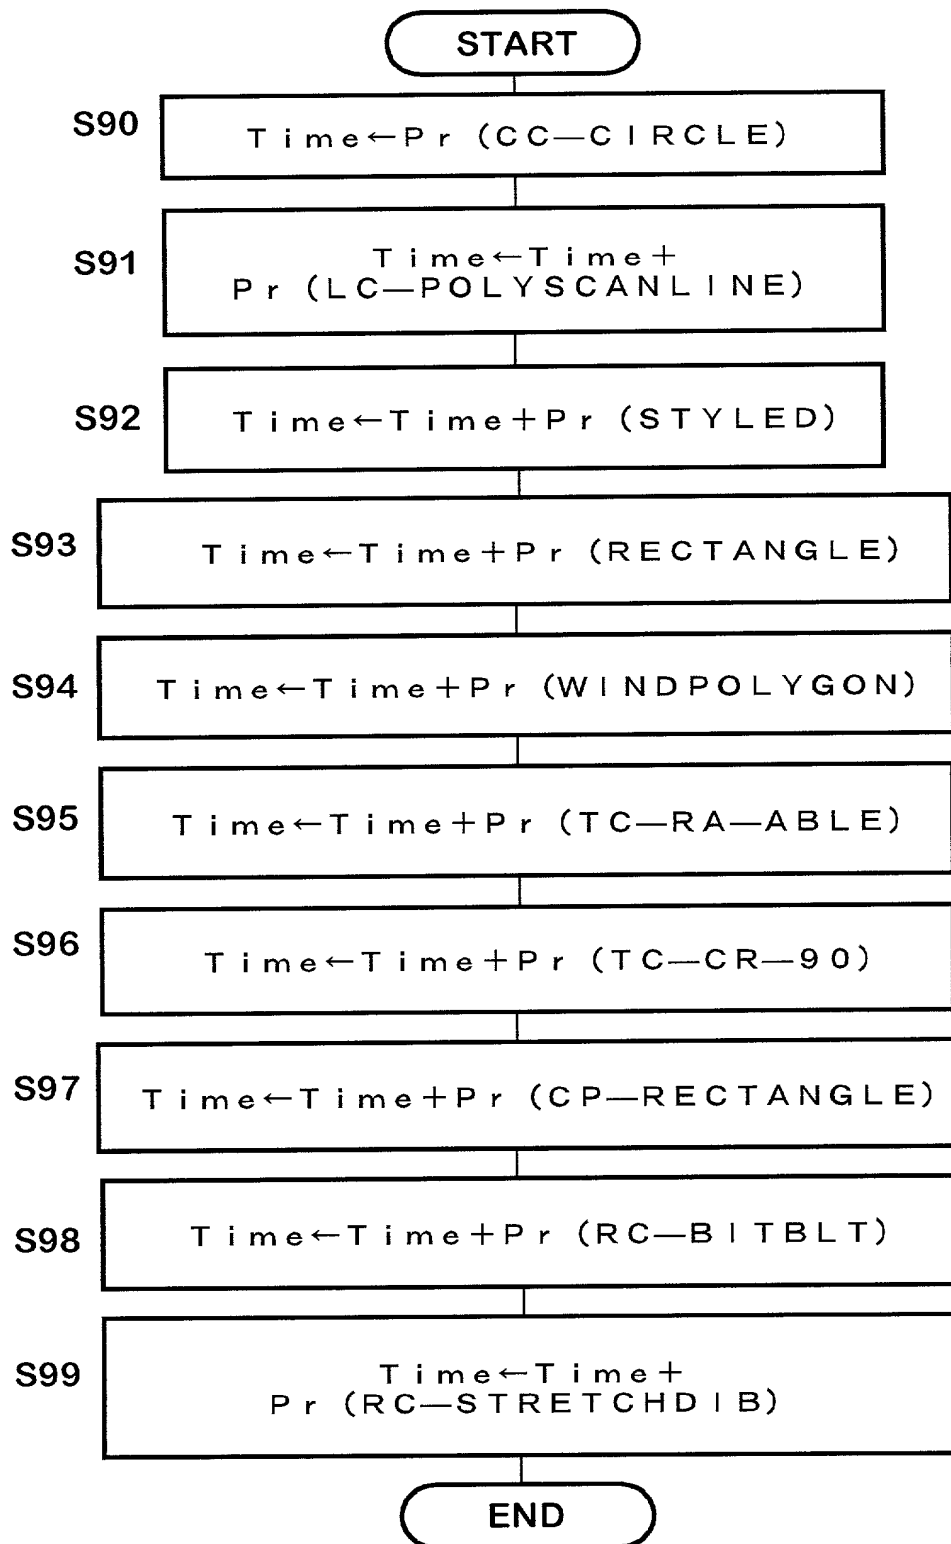 START
S90
Time←Pr (CC—CIRCLE)
S91
Time←Time+
Pr (LC—POLYSCANLINE)
S92
Time←Time+Pr (STYLED)
S93
Time←Time+Pr (RECTANGLE)
S94
Time←Time+Pr (WINDPOLYGON)
S95
Time←Time+Pr (TC—RA—ABLE)
S96
Time←Time+Pr (TC—CR—90)
S97
Time←Time+Pr (CP—RECTANGLE)
S98
Time←Time+Pr (RC—BITBLT)
S99
Time←Time+
Pr (RC—STRETCHDIB)
END